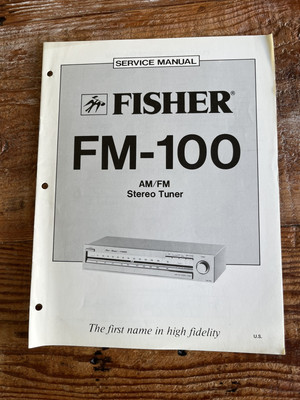 SERVICE MANUAL
FISHER®
FM-100
AM/FM
Stereo Tuner
The first name in high fidelity
U.S.